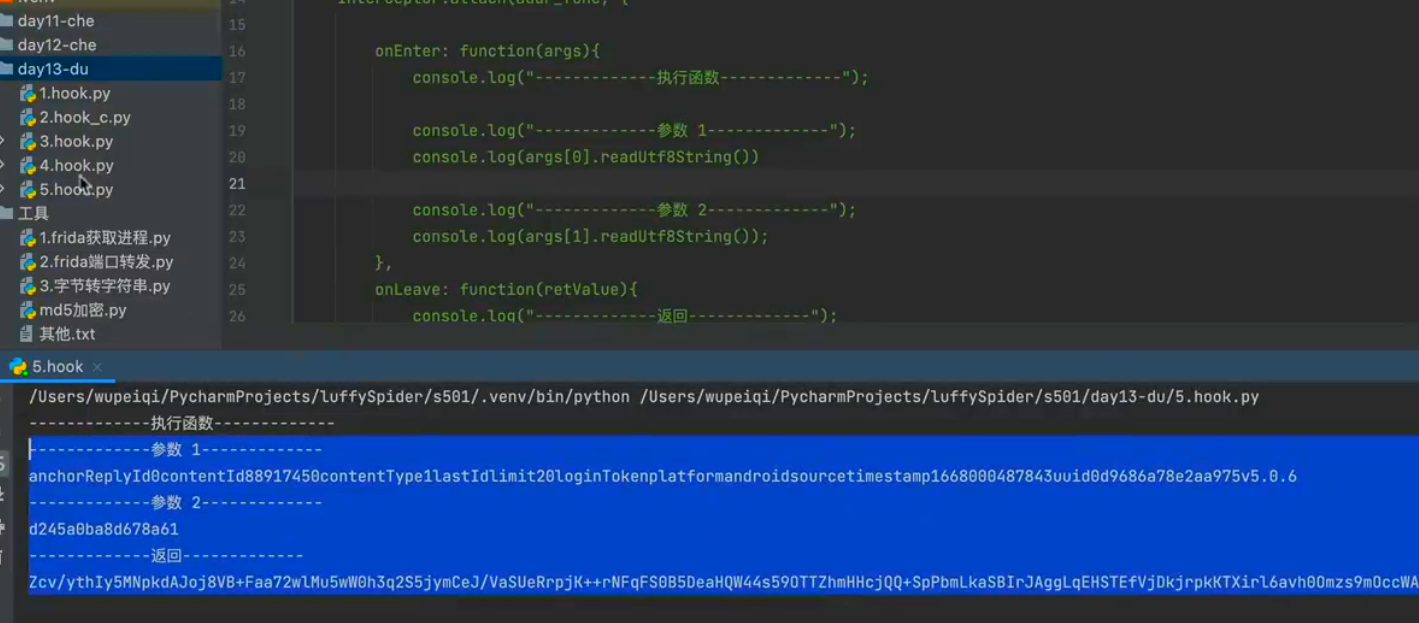 day11-che
day12-che
day13-du
1.hook.py
2.hook_c.py
3.hook.py
4.hook.py
5.hook.py
工具
1.frida获取进程.py
2.frida端口转发.py
3.字节转字符串.py
md5加密.py
其他.txt
15
16 onEnter: function(args){
17 console.log("-------------执行函数-------------");
18
19 console.log("-------------参数 1-------------");
20 console.log(args[0].readUtf8String())
21
22 console.log("-------------参数 2-------------");
23 console.log(args[1].readUtf8String());
24 },
25 onLeave: function(retValue){
26 console.log("-------------返回-------------");
5.hook
/Users/wupeiqi/PycharmProjects/luffySpider/s501/.venv/bin/python /Users/wupeiqi/PycharmProjects/luffySpider/s501/day13-du/5.hook.py
-------------执行函数-------------
-------------参数 1-------------
anchorReplyId0contentId88917450contentType1lastIdlimit20loginTokenplatformandroidsourcetimestamp1668000487843uuid0d9686a78e2aa975v5.0.6
-------------参数 2-------------
d245a0ba8d678a61
-------------返回-------------
Zcv/ythIy5MNpkdAJoj8VB+Faa72wlMu5wW0h3q2S5jymCeJ/VaSUeRrpjK++rNFqFS0B5DeaHQW44s59OTTZhmHHcjQQ+SpPbmLkaSBIrJAggLqEHSTEfVjDkjrpkKTXirl6avh0Omzs9mOccWA